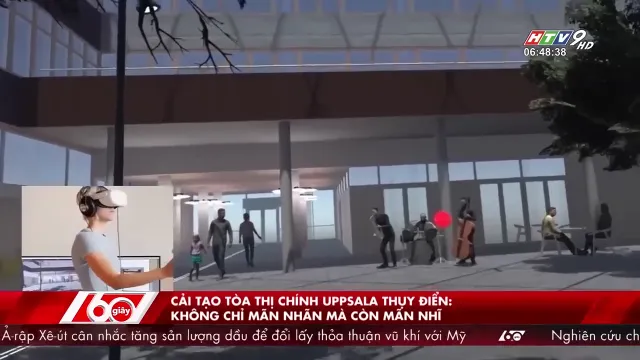 HTV9 HD
06:48:38
60 giây
CẢI TẠO TÒA THỊ CHÍNH UPPSALA THỤY ĐIỂN:
KHÔNG CHỈ MÃN NHÃN MÀ CÒN MÃN NHĨ
Ả-rập Xê-út cân nhắc tăng sản lượng dầu để đổi lấy thỏa thuận vũ khí với Mỹ 60 Nghiên cứu ch